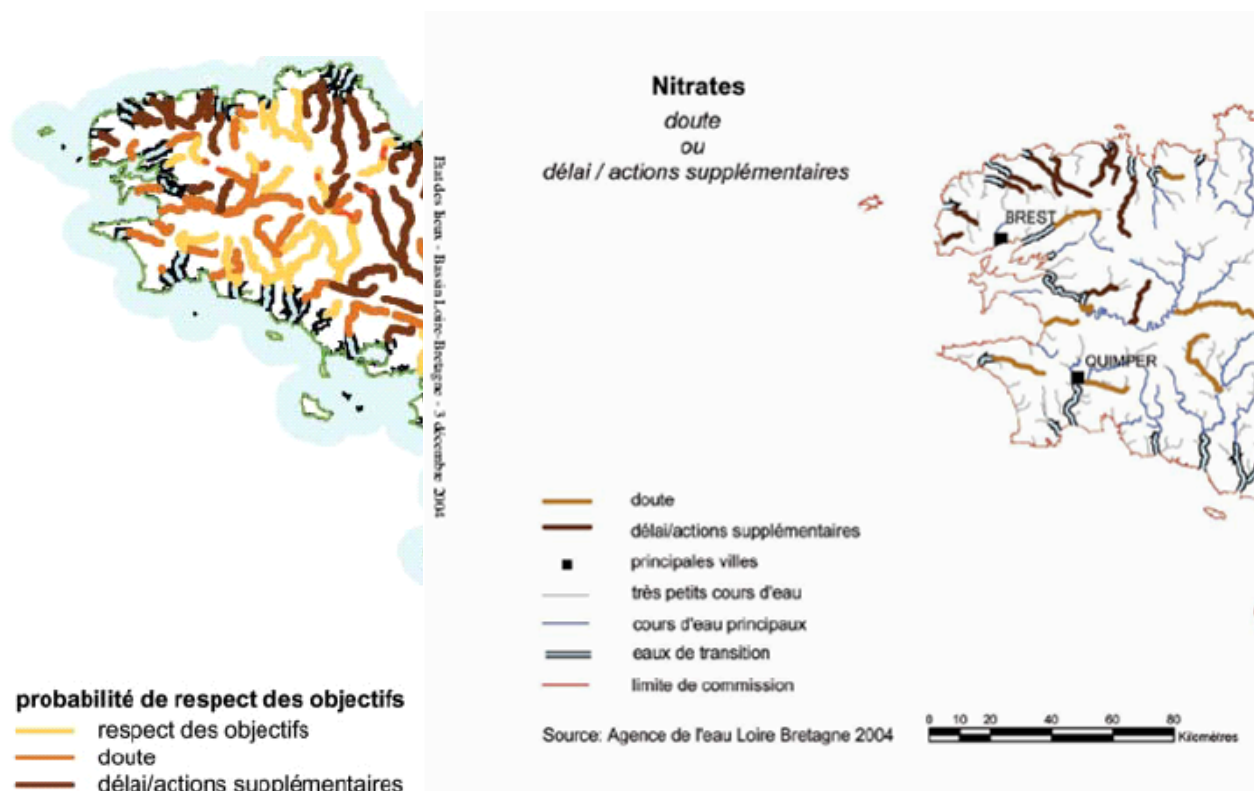 probabilité de respect des objectifs
respect des objectifs
doute
délai/actions supplémentaires
Etat des lieux - Bassin Loire-Bretagne - 3 décembre 2004
Nitrates
doute
ou
délai / actions supplémentaires
BREST
QUIMPER
doute
délai/actions supplémentaires
principales villes
très petits cours d'eau
cours d'eau principaux
eaux de transition
limite de commission
Source: Agence de l'eau Loire Bretagne 2004
0 10 20 40 60 80
Kilomètres